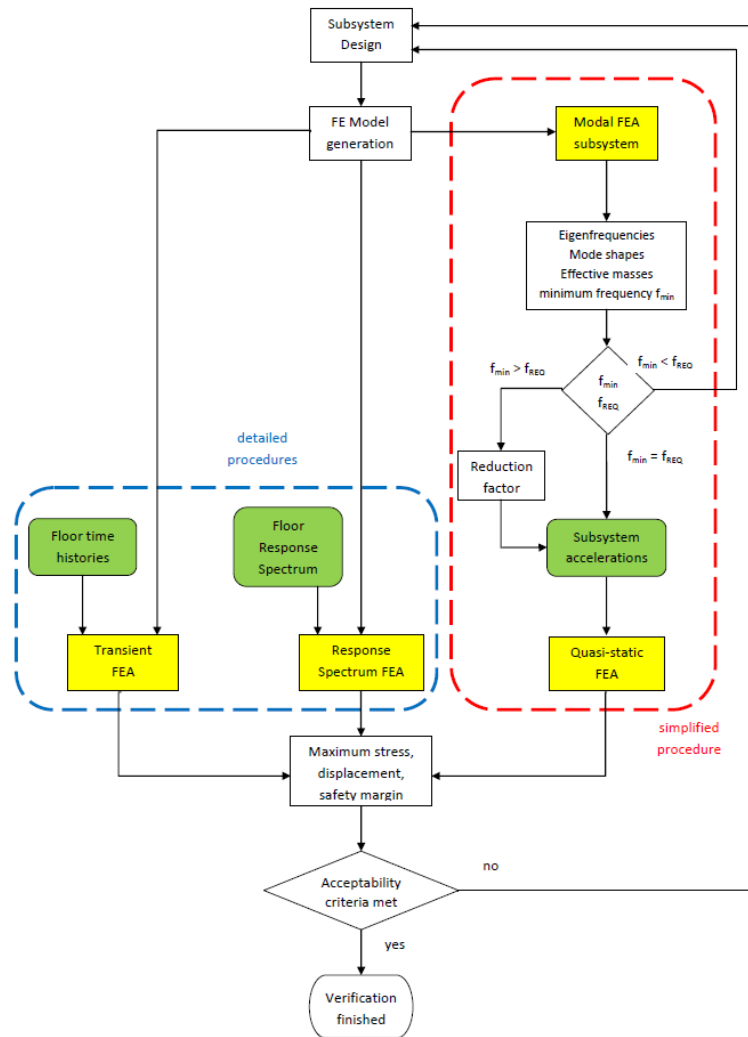 Subsystem
Design
FE Model
generation
Modal FEA
subsystem
Eigenfrequencies
Mode shapes
Effective masses
minimum frequency fmin
fmin > fREQ
fmin < fREQ
fmin
fREQ
fmin = fREQ
detailed
procedures
Reduction
factor
Floor time
histories
Floor
Response
Spectrum
Subsystem
accelerations
Transient
FEA
Response
Spectrum FEA
Quasi-static
FEA
simplified
procedure
Maximum stress,
displacement,
safety margin
Acceptability
criteria met
no
yes
Verification
finished